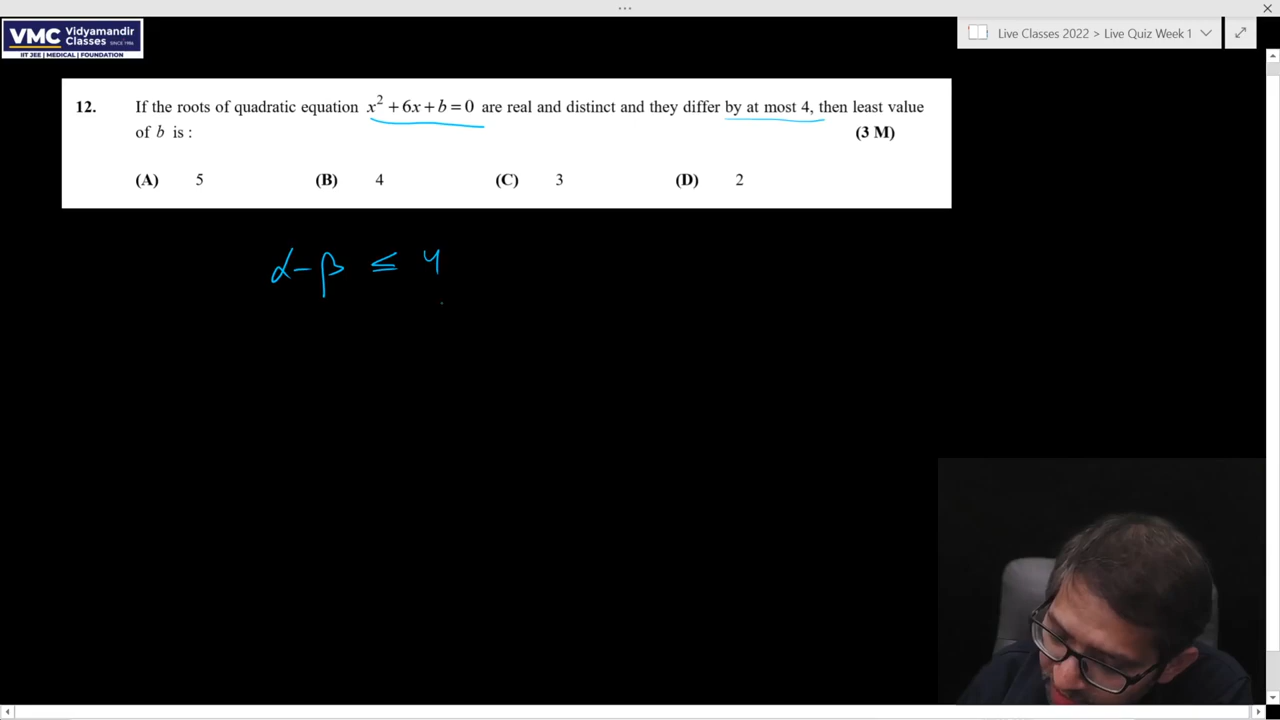 ...
VMC Vidyamandir Classes SINCE 1986
IIT JEE | MEDICAL | FOUNDATION
Live Classes 2022 > Live Quiz Week 1
12. If the roots of quadratic equation x² + 6x + b = 0 are real and distinct and they differ by at most 4, then least value
of b is : (3 M)
(A) 5 (B) 4 (C) 3 (D) 2
α – β ≤ 4